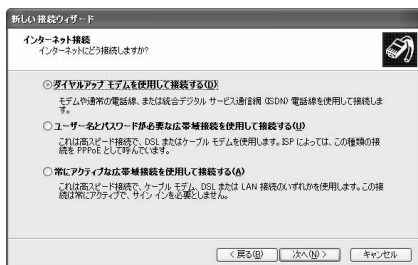 新しい接続ウィザード
インターネット接続
インターネットにどう接続しますか?
ダイヤルアップ モデムを使用して接続する(D)
モデムや通常の電話線、または統合デジタル サービス通信網 (ISDN) 電話線を使用して接続しま
す。
ユーザー名とパスワードが必要な広帯域接続を使用して接続する(U)
これは高スピード接続で、DSL またはケーブル モデムを使用します。ISP によっては、この種類の接
続を PPPoE として呼んでいます。
常にアクティブな広帯域接続を使用して接続する(A)
これは高スピード接続で、ケーブル モデム、DSL または LAN 接続のいずれかを使用します。この接
続は常にアクティブで、サイン インを必要としません。
< 戻る(B) 次へ(N) > キャンセル